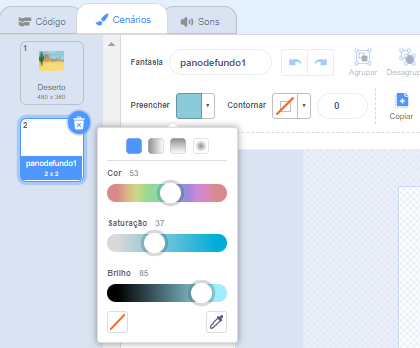 Código
Cenários
Sons
1
Deserto
480 x 360
2
panodefundo1
2 x 2
Fantasia
panodefundo1
Agrupar
Desagrup
Preencher
Contornar
0
Copiar
Cor 53
Saturação 37
Brilho 85